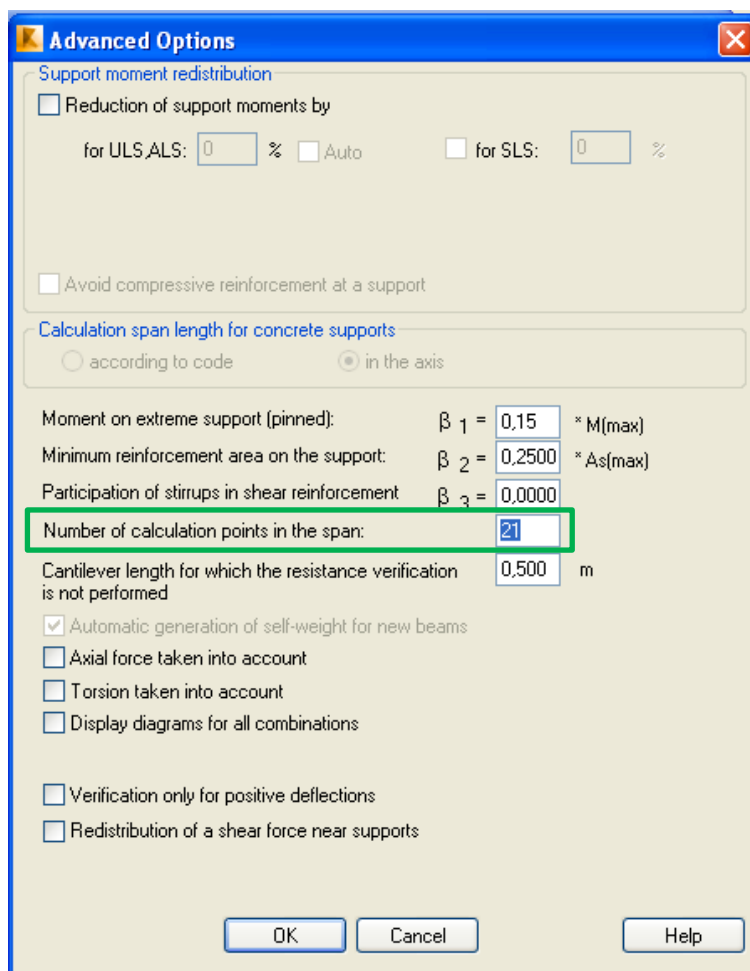 Advanced Options
Support moment redistribution
Reduction of support moments by
for ULS,ALS: 0 % Auto for SLS: 0 %
Avoid compressive reinforcement at a support
Calculation span length for concrete supports
according to code in the axis
Moment on extreme support (pinned): β 1 = 0,15 * M(max)
Minimum reinforcement area on the support: β 2 = 0,2500 * As(max)
Participation of stirrups in shear reinforcement β 3 = 0,0000
Number of calculation points in the span: 21
Cantilever length for which the resistance verification 0,500 m
is not performed
Automatic generation of self-weight for new beams
Axial force taken into account
Torsion taken into account
Display diagrams for all combinations
Verification only for positive deflections
Redistribution of a shear force near supports
OK Cancel Help